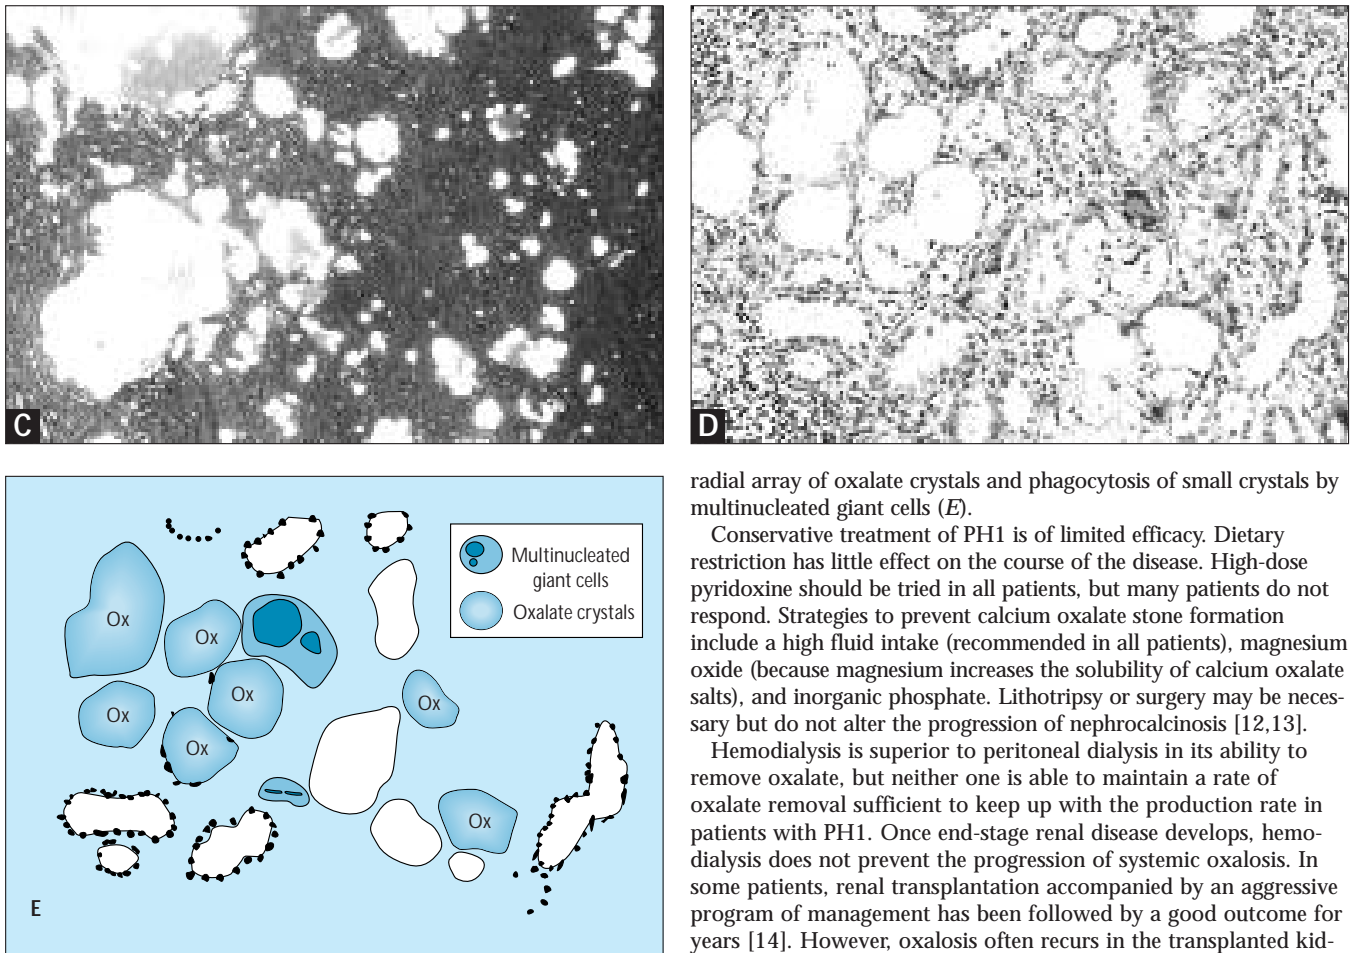 C
D
Multinucleated
giant cells
Oxalate crystals
Ox
Ox
Ox
Ox
Ox
Ox
Ox
E
radial array of oxalate crystals and phagocytosis of small crystals by
multinucleated giant cells (E).
Conservative treatment of PH1 is of limited efficacy. Dietary
restriction has little effect on the course of the disease. High-dose
pyridoxine should be tried in all patients, but many patients do not
respond. Strategies to prevent calcium oxalate stone formation
include a high fluid intake (recommended in all patients), magnesium
oxide (because magnesium increases the solubility of calcium oxalate
salts), and inorganic phosphate. Lithotripsy or surgery may be neces-
sary but do not alter the progression of nephrocalcinosis [12,13].
Hemodialysis is superior to peritoneal dialysis in its ability to
remove oxalate, but neither one is able to maintain a rate of
oxalate removal sufficient to keep up with the production rate in
patients with PH1. Once end-stage renal disease develops, hemo-
dialysis does not prevent the progression of systemic oxalosis. In
some patients, renal transplantation accompanied by an aggressive
program of management has been followed by a good outcome for
years [14]. However, oxalosis often recurs in the transplanted kid-